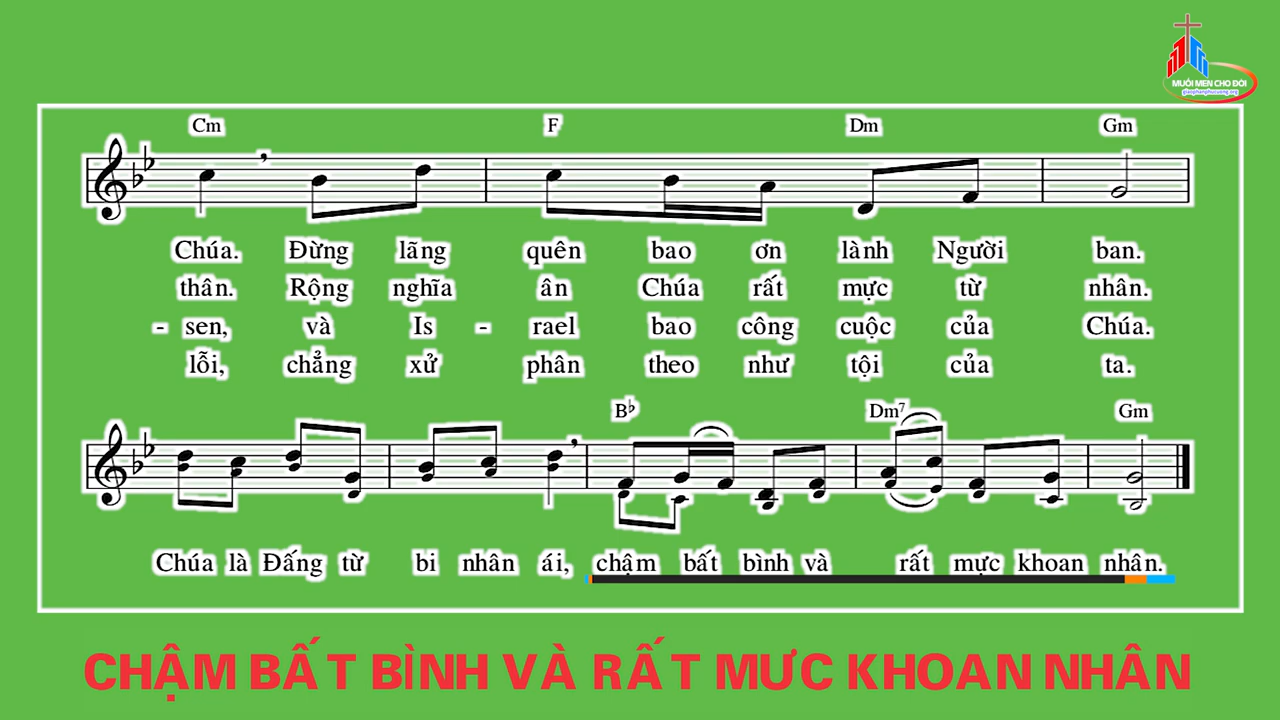 MUỐI MEN CHO ĐỜI
giaophanphucuong.org
Cm F Dm Gm
Chúa. Đừng lãng quên bao ơn lành Người ban.
thân. Rộng nghĩa ân Chúa rất mực từ nhân.
- sen, và Is - rael bao công cuộc của Chúa.
lỗi, chẳng xử phân theo như tội của ta.
B♭ Dm7 Gm
Chúa là Đấng từ bi nhân ái, chậm bất bình và rất mực khoan nhân.
CHẬM BẤT BÌNH VÀ RẤT MƯC KHOAN NHÂN